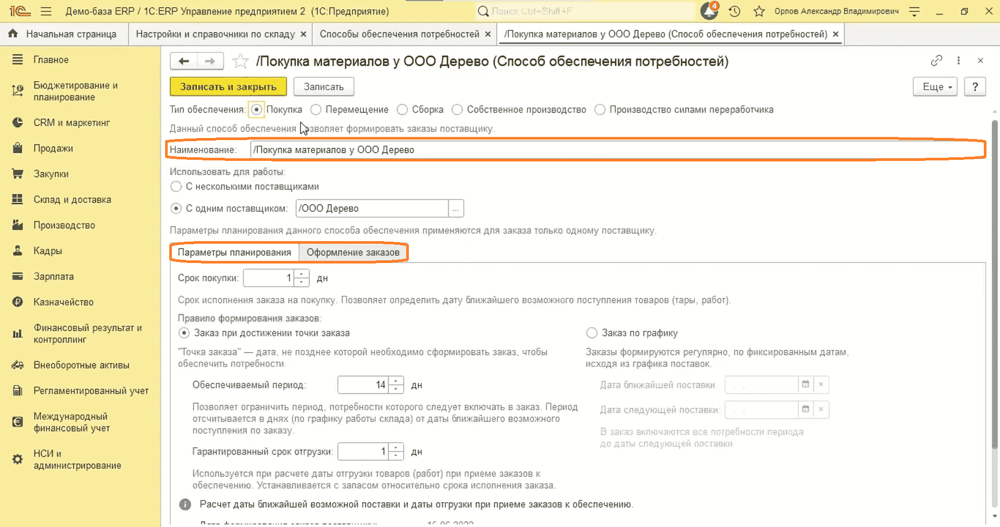 1С Демо-база ERP / 1С:ERP Управление предприятием 2 (1С:Предприятие) Поиск Ctrl+Shift+F 4 Орлов Александр Владимирович
Начальная страница Настройки и справочники по складу × Способы обеспечения потребностей × /Покупка материалов у ООО Дерево (Способ обеспечения потребностей) ×
Главное
Бюджетирование и
планирование
CRM и маркетинг
Продажи
Закупки
Склад и доставка
Производство
Кадры
Зарплата
Казначейство
Финансовый результат и
контроллинг
Внеоборотные активы
Регламентированный учет
Международный
финансовый учет
НСИ и
администрирование
/Покупка материалов у ООО Дерево (Способ обеспечения потребностей)
Записать и закрыть Записать Еще ?
Тип обеспечения: Покупка Перемещение Сборка Собственное производство Производство силами переработчика
Данный способ обеспечения позволяет формировать заказы поставщику.
Наименование: /Покупка материалов у ООО Дерево
Использовать для работы:
С несколькими поставщиками
С одним поставщиком: /ООО Дерево ...
Параметры планирования данного способа обеспечения применяются для заказа только одному поставщику.
Параметры планирования Оформление заказов
Срок покупки: 1 дн
Срок исполнения заказа на покупку. Позволяет определить дату ближайшего возможного поступления товаров (тары, работ).
Правило формирования заказов:
Заказ при достижении точки заказа
"Точка заказа" — дата, не позднее которой необходимо сформировать заказ, чтобы
обеспечить потребности.
Обеспечиваемый период: 14 дн
Позволяет ограничить период, потребности которого следует включать в заказ. Период
отсчитывается в днях (по графику работы склада) от даты ближайшего возможного
поступления по заказу.
Гарантированный срок отгрузки: 1 дн
Используется при расчете даты отгрузки товаров (работ) при приеме заказов к
обеспечению. Устанавливается с запасом относительно срока исполнения заказа.
Заказ по графику
Заказы формируются регулярно, по фиксированным датам,
исходя из графика поставок.
Дата ближайшей поставки: . .
Дата следующей поставки: . .
В заказ включаются все потребности периода
до даты следующей поставки
Расчет даты ближайшей возможной поставки и даты отгрузки при приеме заказов к обеспечению.